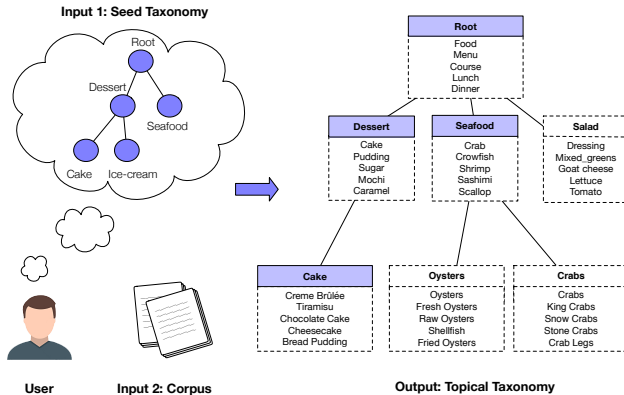 Input 1: Seed Taxonomy
Root
Dessert
Seafood
Cake
Ice-cream
User
Input 2: Corpus
Root
Food
Menu
Course
Lunch
Dinner
Dessert
Cake
Pudding
Sugar
Mochi
Caramel
Seafood
Crab
Crowfish
Shrimp
Sashimi
Scallop
Salad
Dressing
Mixed_greens
Goat cheese
Lettuce
Tomato
Cake
Creme Brûlée
Tiramisu
Chocolate Cake
Cheesecake
Bread Pudding
Oysters
Oysters
Fresh Oysters
Raw Oysters
Shellfish
Fried Oysters
Crabs
Crabs
King Crabs
Snow Crabs
Stone Crabs
Crab Legs
Output: Topical Taxonomy